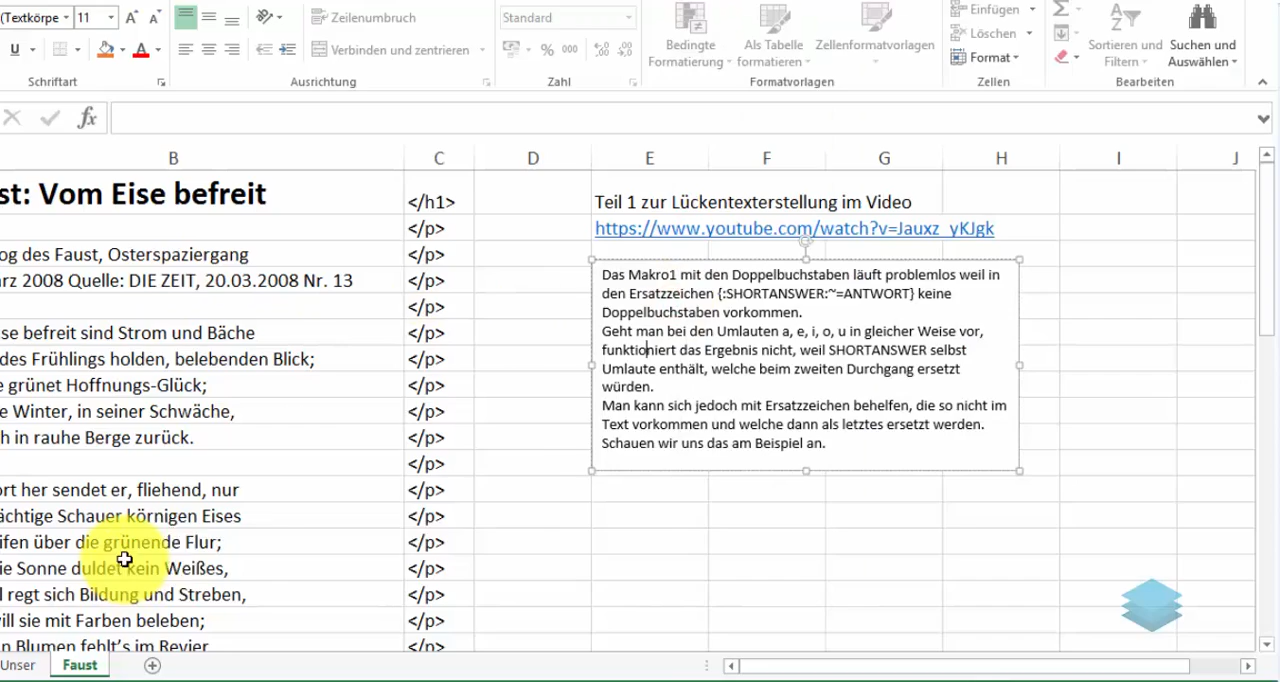 (Textkörpe 11 A A Zeilenumbruch Standard
U A Verbinden und zentrieren % 000
Bedingte Formatierung
Als Tabelle formatieren
Zellenformatvorlagen
Einfügen
Löschen
Format
Sortieren und Filtern
Suchen und Auswählen
Schriftart Ausrichtung Zahl Formatvorlagen Zellen Bearbeiten
fx
B C D E F G H I J
st: Vom Eise befreit </h1> Teil 1 zur Lückentexterstellung im Video
</p> https://www.youtube.com/watch?v=Jauxz_yKJgk
og des Faust, Osterspaziergang </p>
rz 2008 Quelle: DIE ZEIT, 20.03.2008 Nr. 13 </p>
</p>
ise befreit sind Strom und Bäche </p>
des Frühlings holden, belebenden Blick; </p>
e grünet Hoffnungs-Glück; </p>
e Winter, in seiner Schwäche, </p>
h in rauhe Berge zurück. </p>
</p>
ort her sendet er, fliehend, nur </p>
ächtige Schauer körnigen Eises </p>
ifen über die grünende Flur; </p>
ie Sonne duldet kein Weißes, </p>
l regt sich Bildung und Streben, </p>
vill sie mit Farben beleben; </p>
n Blumen fehlt's im Revier </p>
Das Makro1 mit den Doppelbuchstaben läuft problemlos weil in
den Ersatzzeichen {:SHORTANSWER:~=ANTWORT} keine
Doppelbuchstaben vorkommen.
Geht man bei den Umlauten a, e, i, o, u in gleicher Weise vor,
funktioniert das Ergebnis nicht, weil SHORTANSWER selbst
Umlaute enthält, welche beim zweiten Durchgang ersetzt
würden.
Man kann sich jedoch mit Ersatzzeichen behelfen, die so nicht im
Text vorkommen und welche dann als letztes ersetzt werden.
Schauen wir uns das am Beispiel an.
Unser Faust